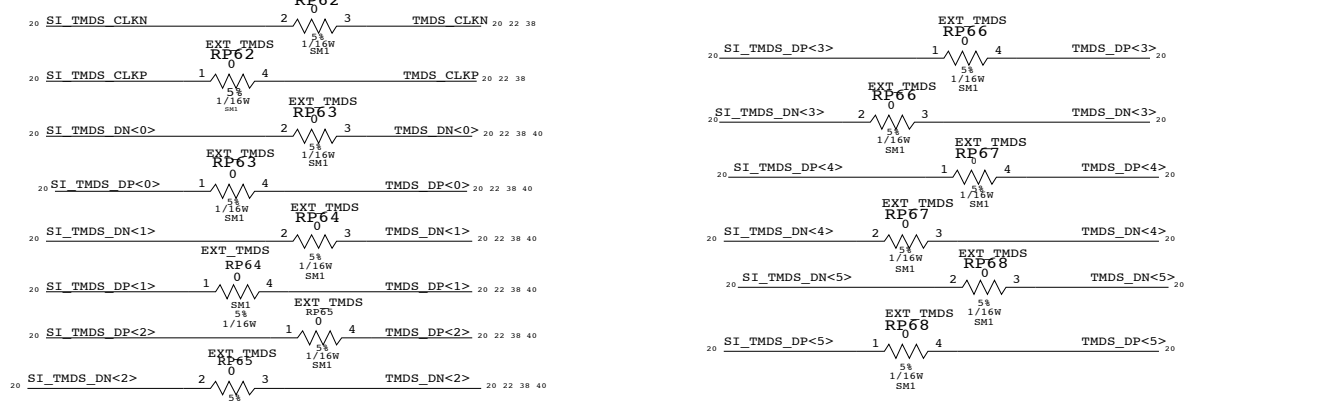 RP62
0
20 SI_TMDS_CLKN 2 3 TMDS_CLKN 20 22 38
5%
1/16W
SM1
EXT_TMDS
RP62
0
20 SI_TMDS_CLKP 1 4 TMDS_CLKP 20 22 38
5%
1/16W
SM1
EXT_TMDS
RP63
0
20 SI_TMDS_DN<0> 2 3 TMDS_DN<0> 20 22 38 40
5%
1/16W
SM1
EXT_TMDS
RP63
0
20 SI_TMDS_DP<0> 1 4 TMDS_DP<0> 20 22 38 40
5%
1/16W
SM1
EXT_TMDS
RP64
0
20 SI_TMDS_DN<1> 2 3 TMDS_DN<1> 20 22 38 40
5%
1/16W
SM1
EXT_TMDS
RP64
0
20 SI_TMDS_DP<1> 1 4 TMDS_DP<1> 20 22 38 40
SM1
5%
1/16W
EXT_TMDS
RP65
0
20 SI_TMDS_DP<2> 1 4 TMDS_DP<2> 20 22 38 40
5%
1/16W
SM1
EXT_TMDS
RP65
0
20 SI_TMDS_DN<2> 2 3 TMDS_DN<2> 20 22 38 40
5%
EXT_TMDS
RP66
0
20 SI_TMDS_DP<3> 1 4 TMDS_DP<3> 20
5%
1/16W
SM1
EXT_TMDS
RP66
0
20 SI_TMDS_DN<3> 2 3 TMDS_DN<3> 20
5%
1/16W
SM1
EXT_TMDS
RP67
0
20 SI_TMDS_DP<4> 1 4 TMDS_DP<4> 20
5%
1/16W
SM1
EXT_TMDS
RP67
0
20 SI_TMDS_DN<4> 2 3 TMDS_DN<4> 20
5%
1/16W
SM1
EXT_TMDS
RP68
0
20 SI_TMDS_DN<5> 2 3 TMDS_DN<5> 20
5%
1/16W
SM1
EXT_TMDS
RP68
0
20 SI_TMDS_DP<5> 1 4 TMDS_DP<5> 20
5%
1/16W
SM1